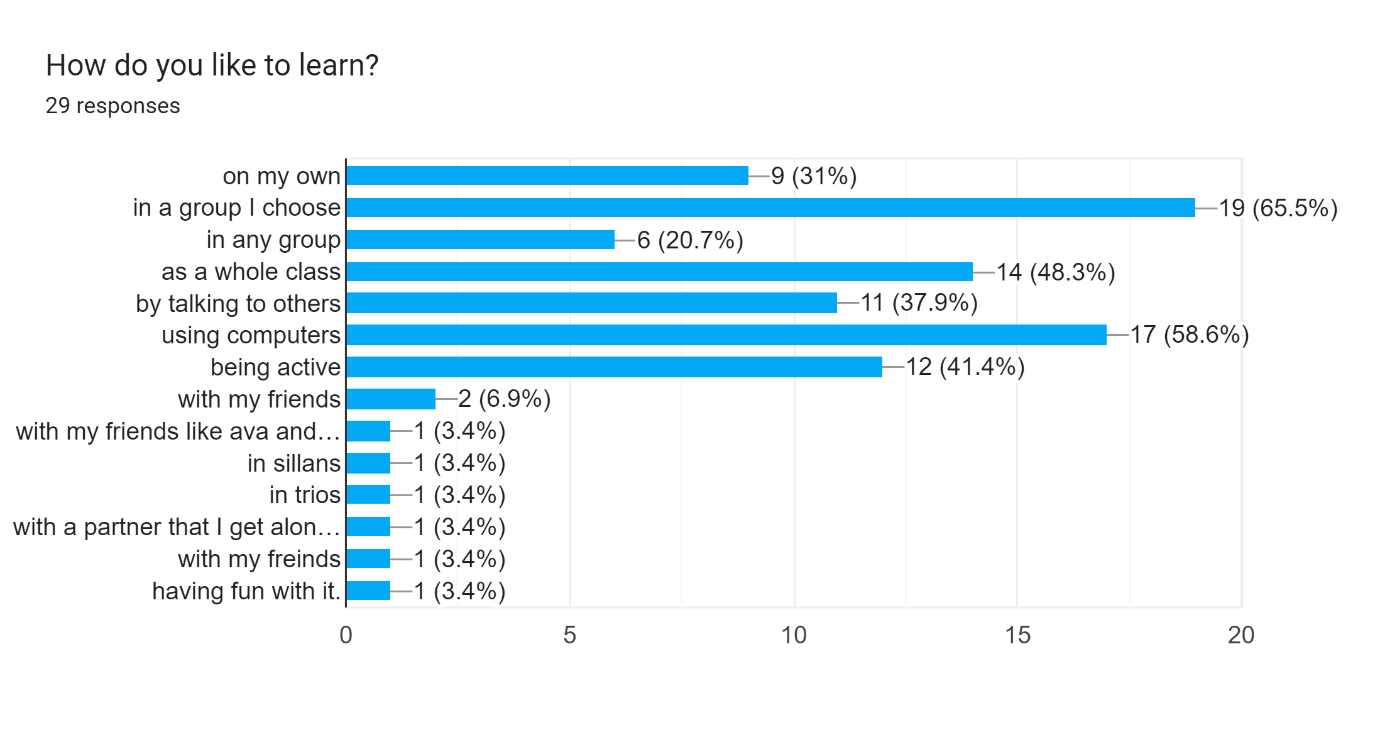 How do you like to learn?
29 responses
on my own 9 (31%)
in a group I choose 19 (65.5%)
in any group 6 (20.7%)
as a whole class 14 (48.3%)
by talking to others 11 (37.9%)
using computers 17 (58.6%)
being active 12 (41.4%)
with my friends 2 (6.9%)
with my friends like ava and… 1 (3.4%)
in sillans 1 (3.4%)
in trios 1 (3.4%)
with a partner that I get alon… 1 (3.4%)
with my freinds 1 (3.4%)
having fun with it. 1 (3.4%)
0 5 10 15 20